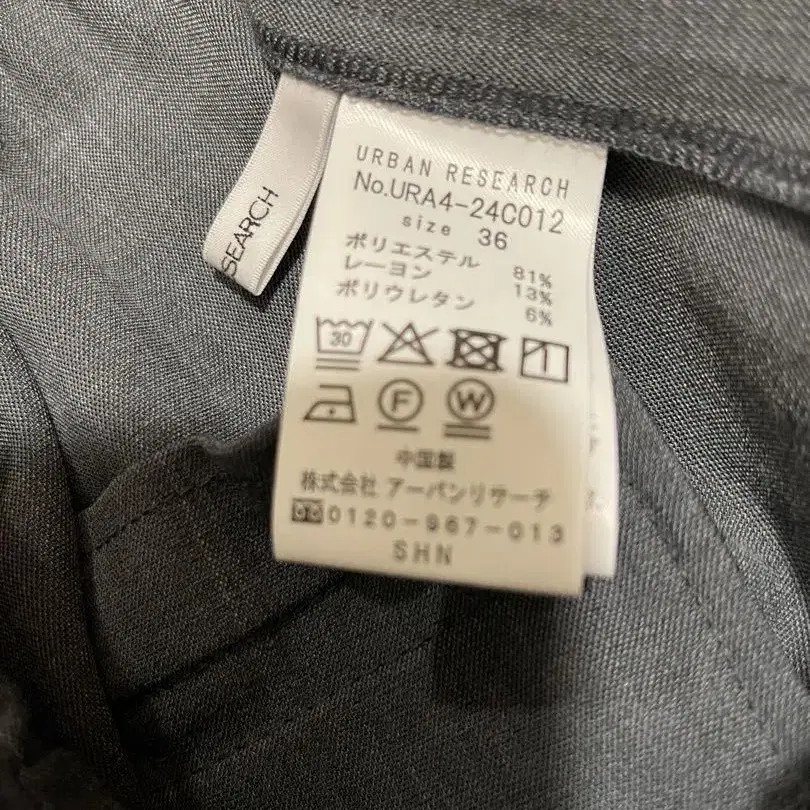 SEARCH
URBAN RESEARCH
No.URA4-24C012
size 36
ポリエステル 81%
レーヨン 13%
ポリウレタン 6%
30
F W
中国製
株式会社 アーバンリサーチ
0120-967-013
SHN